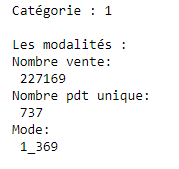 Catégorie : 1
Les modalités :
Nombre vente:
227169
Nombre pdt unique:
737
Mode:
1_369